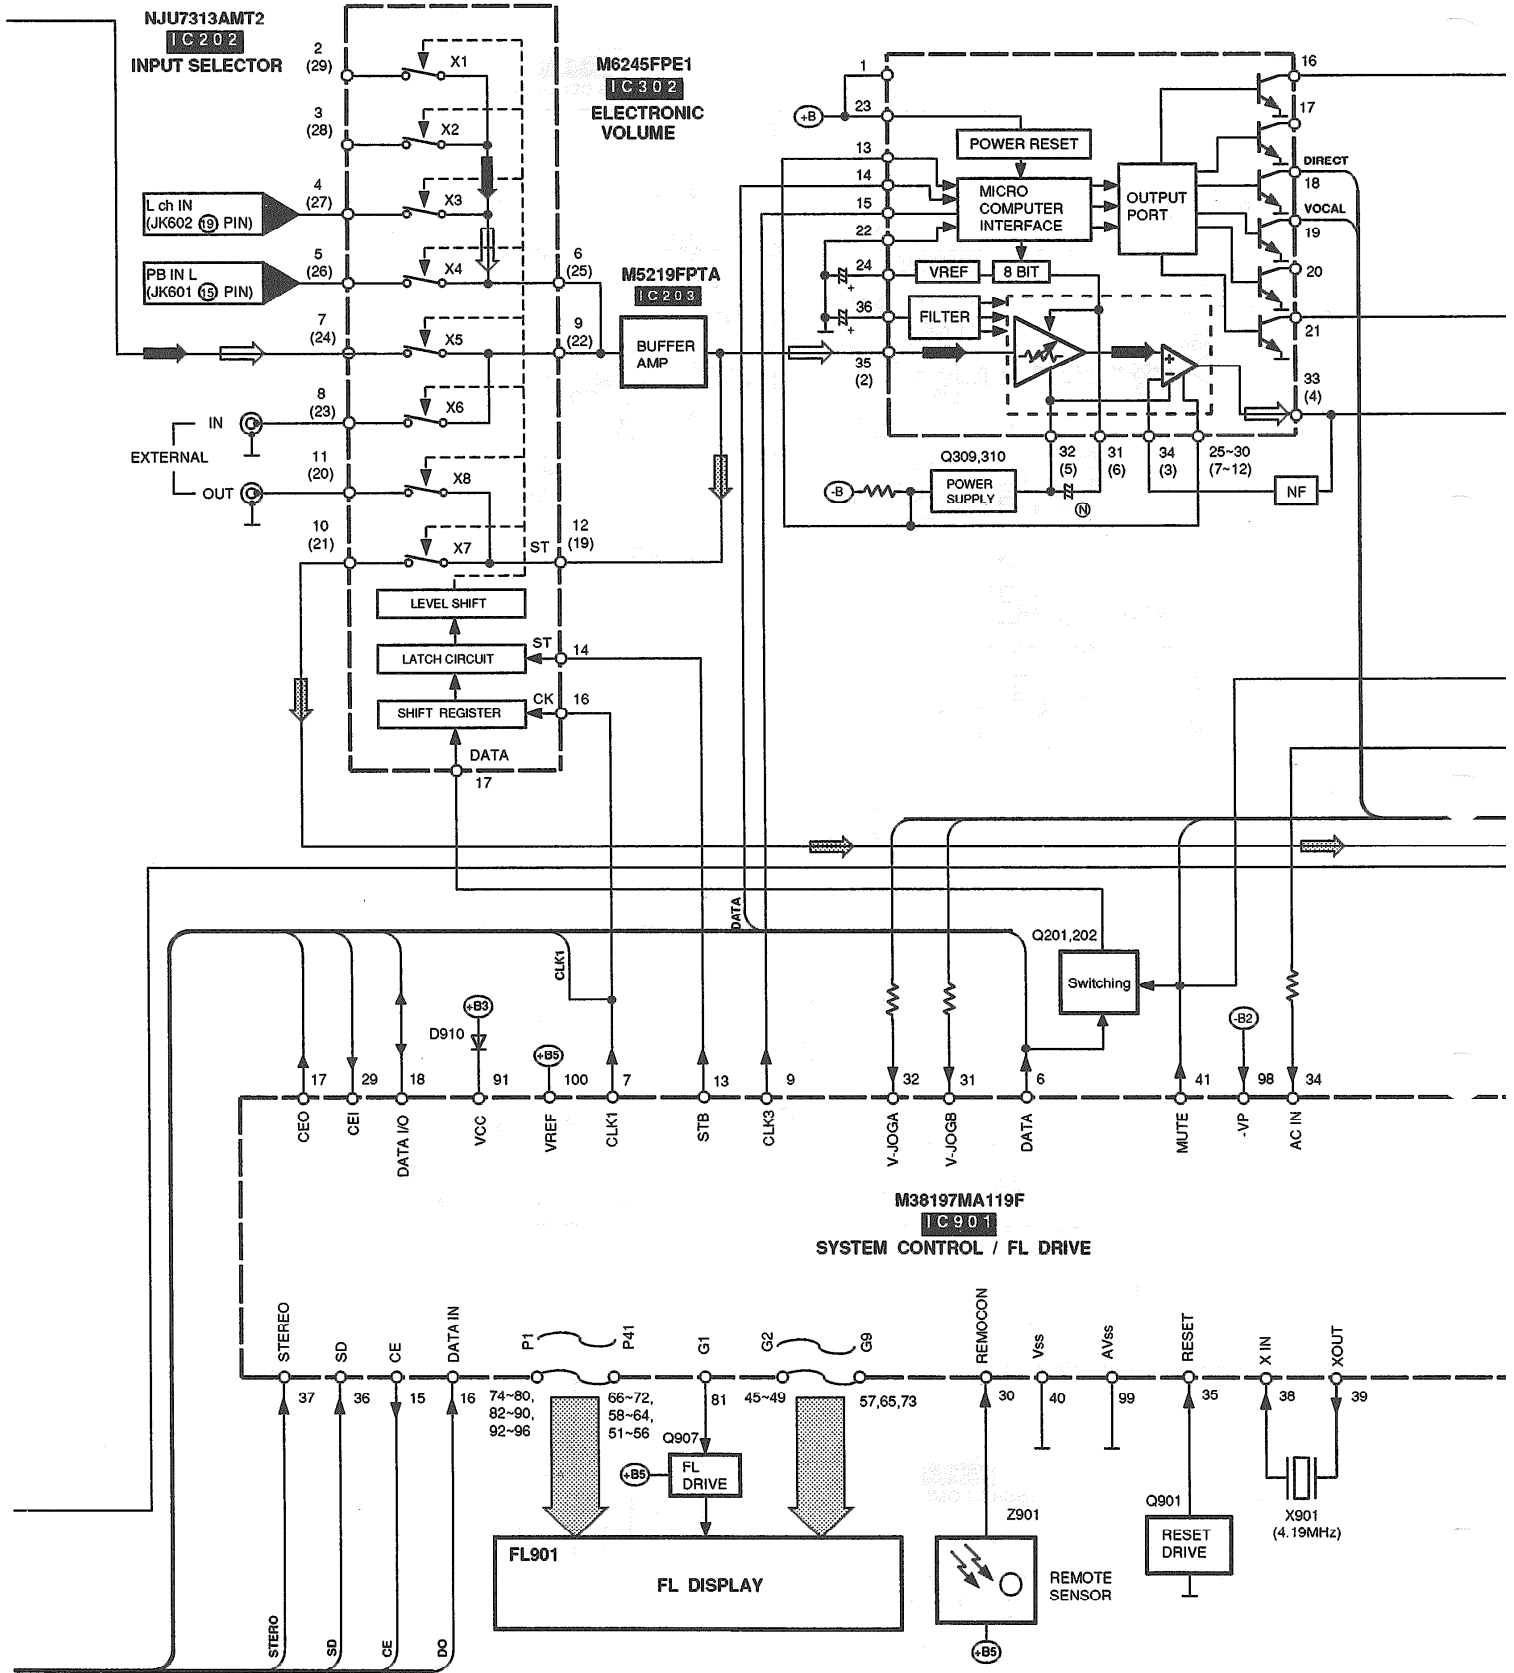 NJU7313AMT2
IC202
INPUT SELECTOR
2
(29)
X1
3
(28)
X2
4
(27)
X3
L ch IN
(JK602 19 PIN)
5
(26)
X4
PB IN L
(JK601 15 PIN)
6
(25)
7
(24)
X5
9
(22)
8
(23)
X6
IN
EXTERNAL
OUT
11
(20)
X8
10
(21)
X7
ST
12
(19)
LEVEL SHIFT
LATCH CIRCUIT
ST
14
SHIFT REGISTER
CK
16
DATA
17
M6245FPE1
IC302
ELECTRONIC
VOLUME
M5219FPTA
IC203
BUFFER
AMP
1
23
+B
13
14
15
22
24
+
36
+
35
(2)
POWER RESET
MICRO
COMPUTER
INTERFACE
OUTPUT
PORT
VREF
8 BIT
FILTER
+
−
16
17
DIRECT
18
VOCAL
19
20
21
33
(4)
32
(5)
31
(6)
34
(3)
25~30
(7~12)
Q309,310
-B
POWER
SUPPLY
N
NF
DATA
CLK1
Q201,202
Switching
+B3
D910
+B5
-B2
17
29
18
91
100
7
13
9
32
31
6
41
98
34
CEO
CEI
DATA I/O
VCC
VREF
CLK1
STB
CLK3
V-JOGA
V-JOGB
DATA
MUTE
-VP
AC IN
M38197MA119F
IC901
SYSTEM CONTROL / FL DRIVE
STEREO
SD
CE
DATA IN
P1
P41
G1
G2
G9
REMOCON
Vss
AVss
RESET
X IN
XOUT
37
36
15
16
74~80,
82~90,
92~96
66~72,
58~64,
51~56
81
45~49
57,65,73
30
40
99
35
38
39
Q907
+B5
FL
DRIVE
FL901
FL DISPLAY
Z901
REMOTE
SENSOR
+B5
Q901
RESET
DRIVE
X901
(4.19MHz)
STERO
SD
CE
DO